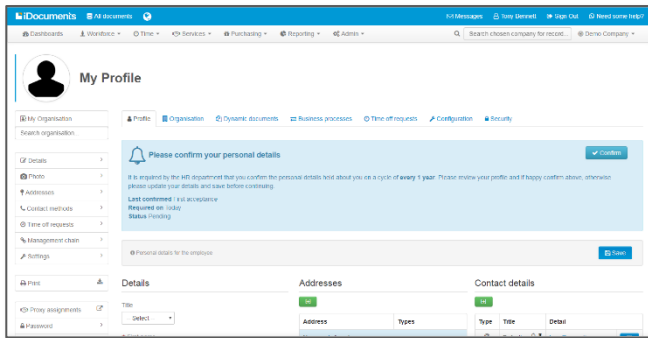 iDocuments All documents
Messages Tony Bennett Sign Out Need some help?
Dashboards Workforce Time Services Purchasing Reporting Admin
Search chosen company for record... Demo Company
My Profile
My Organisation
Search organisation...
Details
Photo
Addresses
Contact methods
Time off requests
Management chain
Settings
Print
Proxy assignments
Password
Profile Organisation Dynamic documents Business processes Time off requests Configuration Security
Please confirm your personal details
Confirm
It is required by the HR department that you confirm the personal details held about you on a cycle of every 1 year. Please review your profile and if happy confirm above, otherwise
please update your details and save before continuing.
Last confirmed First acceptance
Required on Today
Status Pending
Personal details for the employee
Save
Details
Title
Select
Addresses
Address Types
Contact details
Type Title Detail